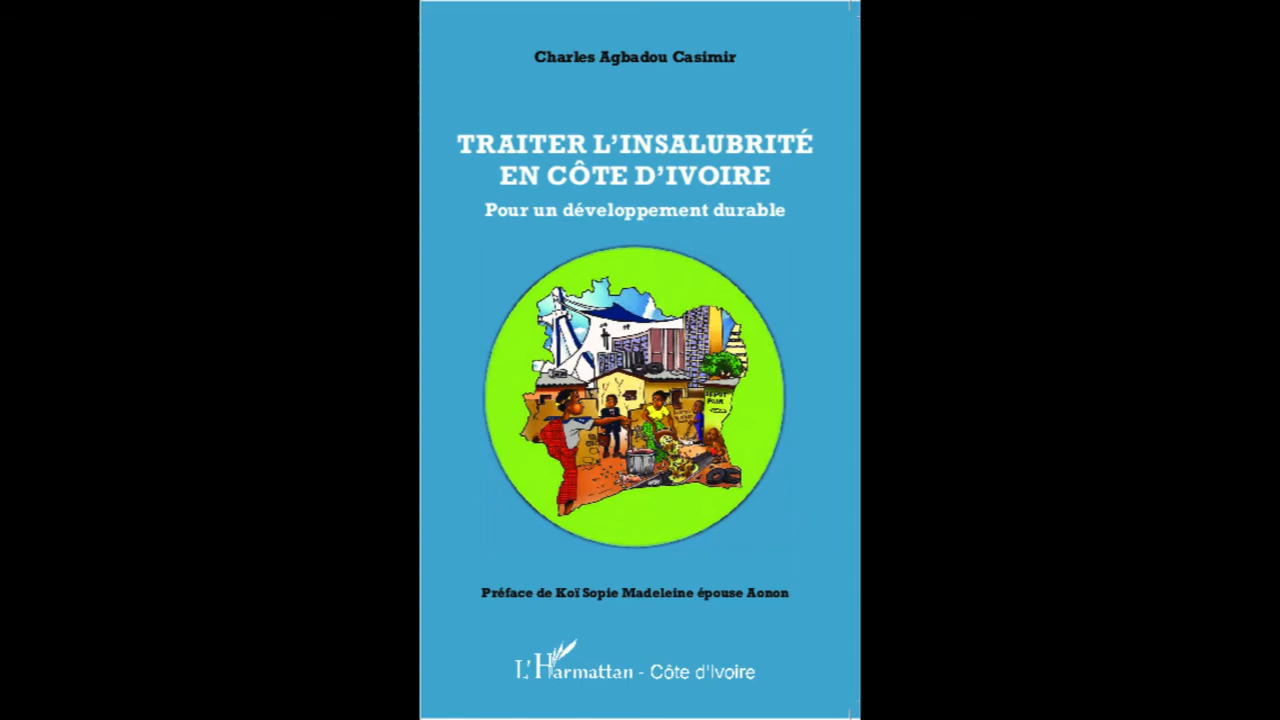 Charles Agbadou Casimir
TRAITER L'INSALUBRITÉ
EN CÔTE D'IVOIRE
Pour un développement durable
Préface de Koï Sopie Madeleine épouse Aonon
L'Harmattan - Côte d'Ivoire